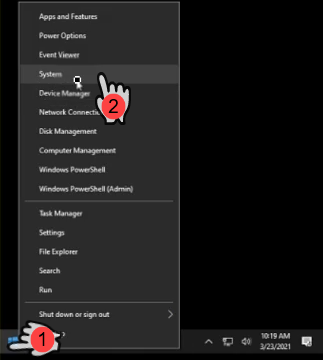 Apps and Features
Power Options
Event Viewer
System
2
Device Manager
Network Connectio
Disk Management
Computer Management
Windows PowerShell
Windows PowerShell (Admin)
Task Manager
Settings
File Explorer
Search
Run
Shut down or sign out
1
10:19 AM
3/23/2021